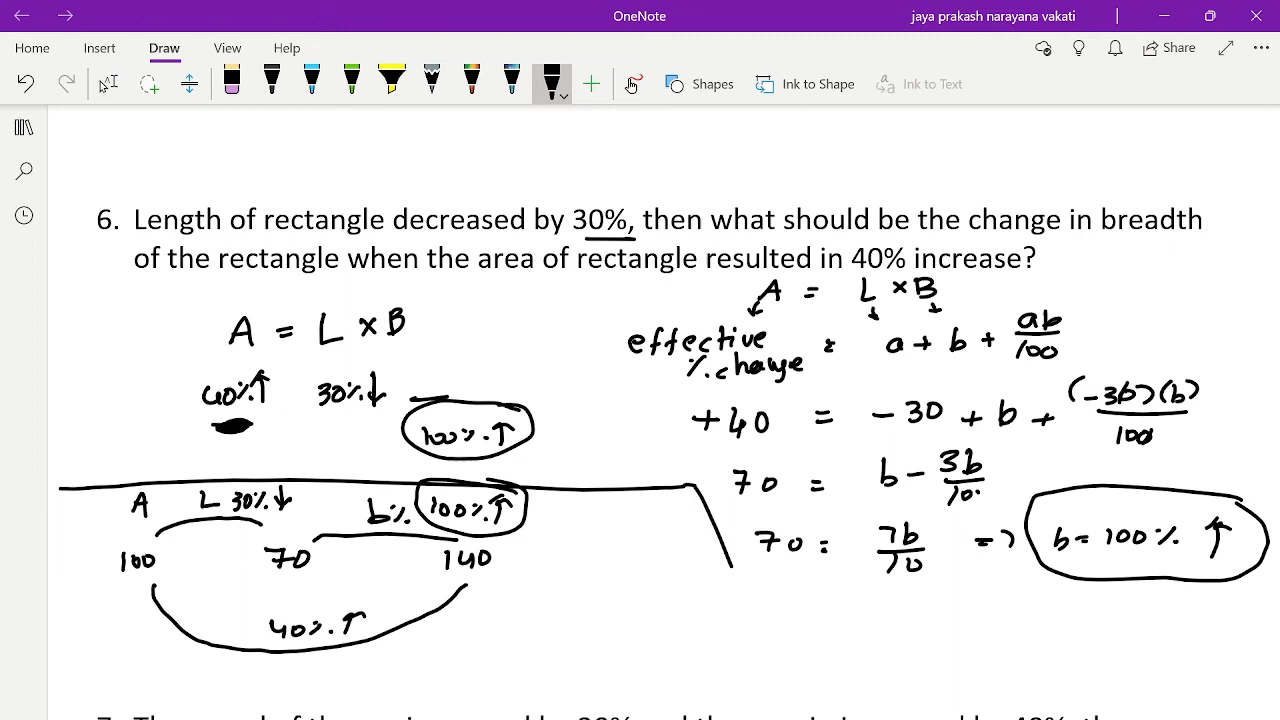 OneNote
jaya prakash narayana vakati
Home Insert Draw View Help
Share
Shapes
Ink to Shape
Ink to Text
6. Length of rectangle decreased by 30%, then what should be the change in breadth
of the rectangle when the area of rectangle resulted in 40% increase?
A = L × B
40%↑ 30%↓
100%↑
A L 30%↓ b% 100%↑
100 70 140
40%↑
A = L × B
effective
% change = a + b + ab/100
+40 = -30 + b + (-30)(b)/100
70 = b - 3b/10
70 = 7b/70 => b = 100% ↑